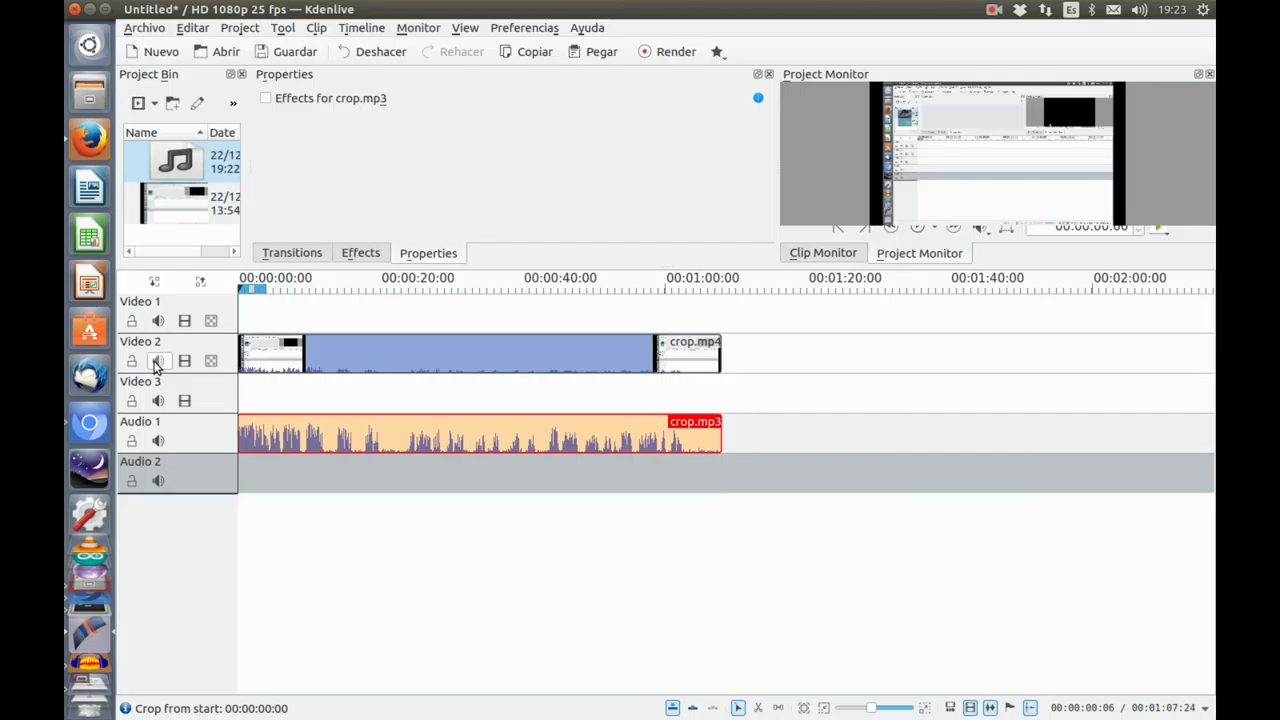 Untitled* / HD 1080p 25 fps — Kdenlive
Es
19:23
Archivo Editar Project Tool Clip Timeline Monitor View Preferencias Ayuda
Nuevo Abrir Guardar Deshacer Rehacer Copiar Pegar Render
Project Bin
Properties
Project Monitor
Effects for crop.mp3
»
Name Date
22/12
19:22
22/12
13:54
00:00:00:00
Transitions Effects Properties
Clip Monitor Project Monitor
00:00:00:00 00:00:20:00 00:00:40:00 00:01:00:00 00:01:20:00 00:01:40:00 00:02:00:00
Video 1
Video 2
crop.mp4
Video 3
Audio 1
crop.mp3
Audio 2
Crop from start: 00:00:00:00
00:00:00:06 / 00:01:07:24